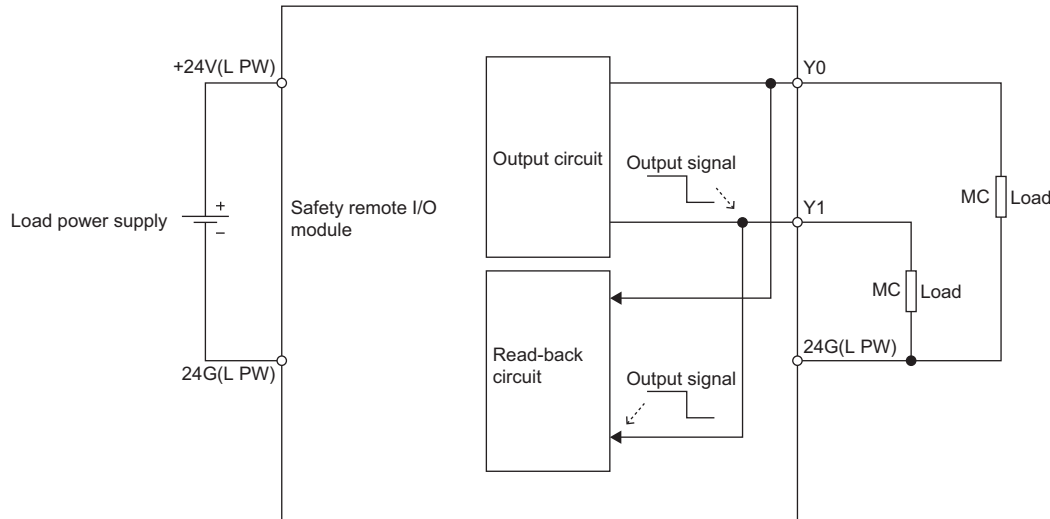 +24V(L PW)
Y0
Output circuit
Output signal
MC
Load
+
Load power supply
–
Safety remote I/O
module
Y1
MC
Load
24G(L PW)
24G(L PW)
Read-back
circuit
Output signal